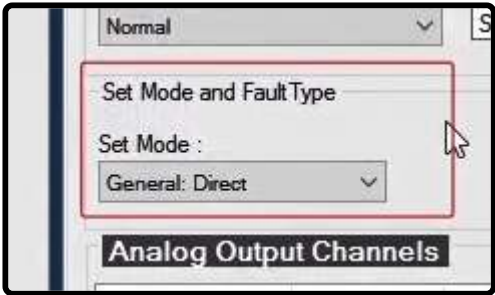 Normal
S
Set Mode and FaultType
Set Mode :
General: Direct
Analog Output Channels